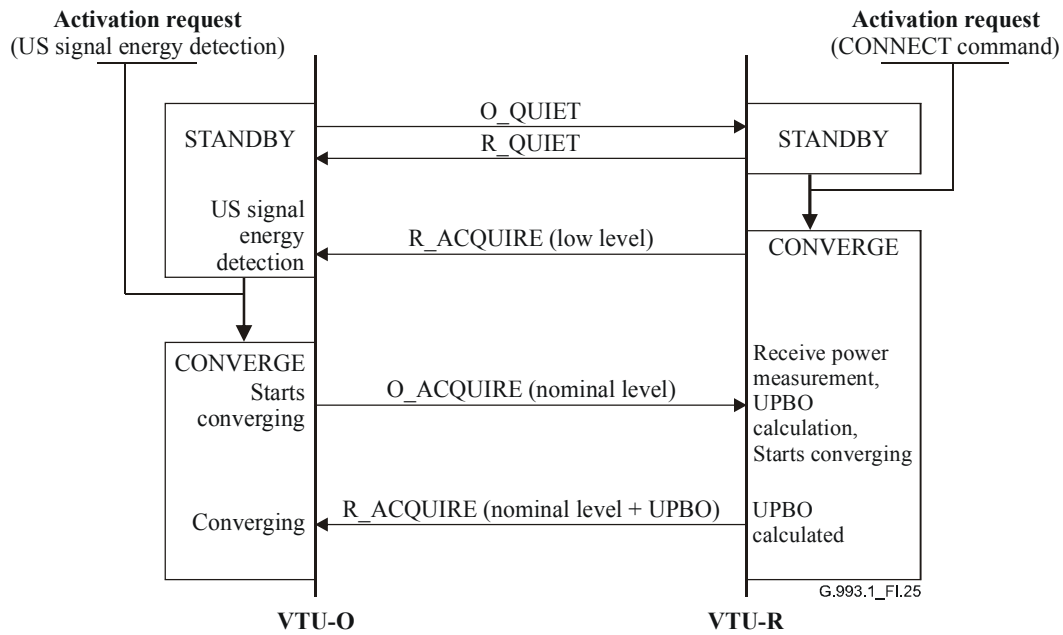 Activation request
(US signal energy detection)
Activation request
(CONNECT command)
O_QUIET
STANDBY
STANDBY
R_QUIET
US signal
energy
detection
R_ACQUIRE (low level)
CONVERGE
CONVERGE
Starts
converging
O_ACQUIRE (nominal level)
Receive power
measurement,
UPBO
calculation,
Starts converging
Converging
R_ACQUIRE (nominal level + UPBO)
UPBO
calculated
G.993.1_FI.25
VTU-O
VTU-R